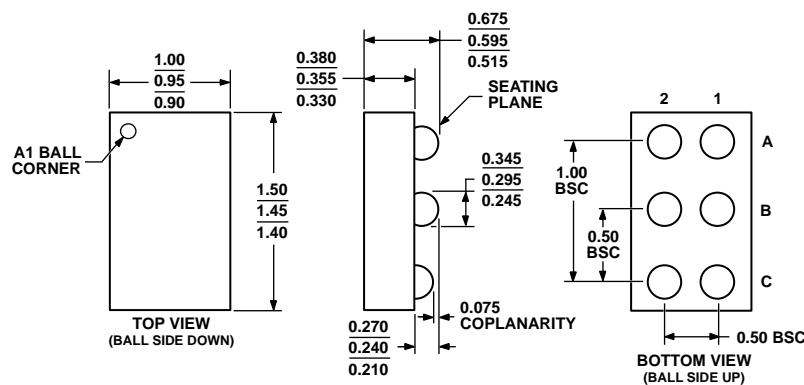 1.00
0.95
0.90
A1 BALL
CORNER
1.50
1.45
1.40
TOP VIEW
(BALL SIDE DOWN)
0.675
0.595
0.515
0.380
0.355
0.330
SEATING
PLANE
0.345
0.295
0.245
0.075
COPLANARITY
0.270
0.240
0.210
2 1
A
B
C
1.00
BSC
0.50
BSC
0.50 BSC
BOTTOM VIEW
(BALL SIDE UP)